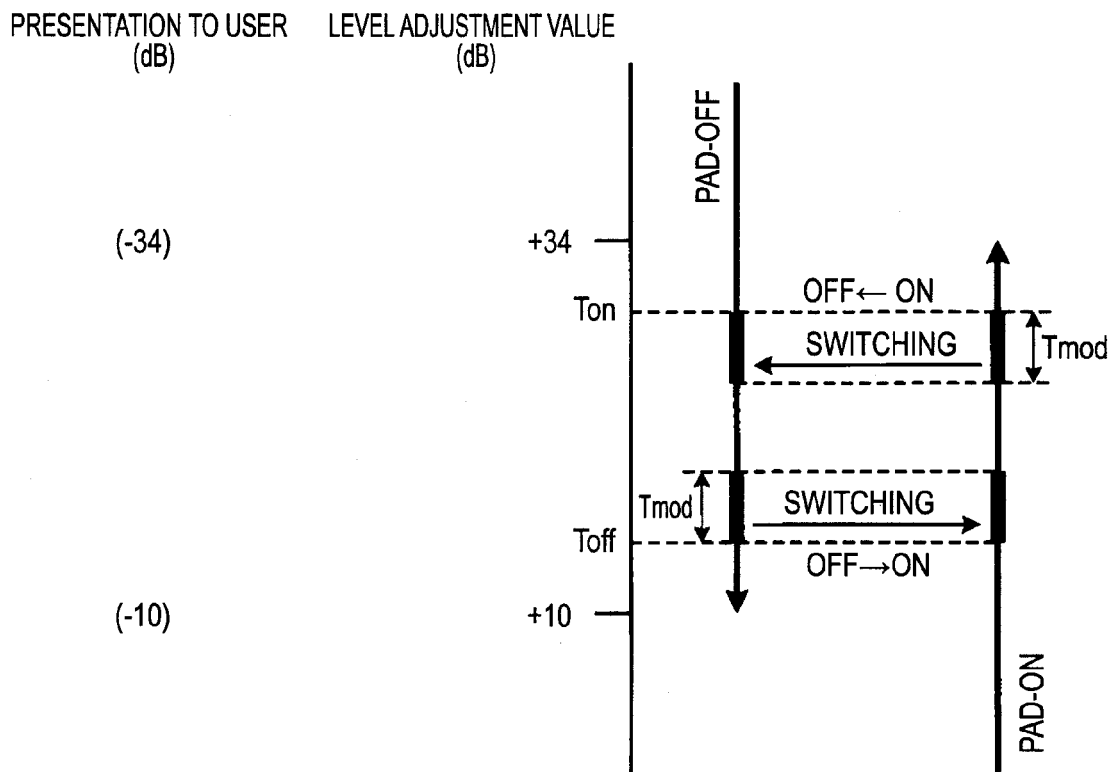 PRESENTATION TO USER
(dB)
LEVEL ADJUSTMENT VALUE
(dB)
PAD-OFF
(-34)
+34
Ton
OFF← ON
SWITCHING
Tmod
Tmod
SWITCHING
Toff
OFF→ON
(-10)
+10
PAD-ON